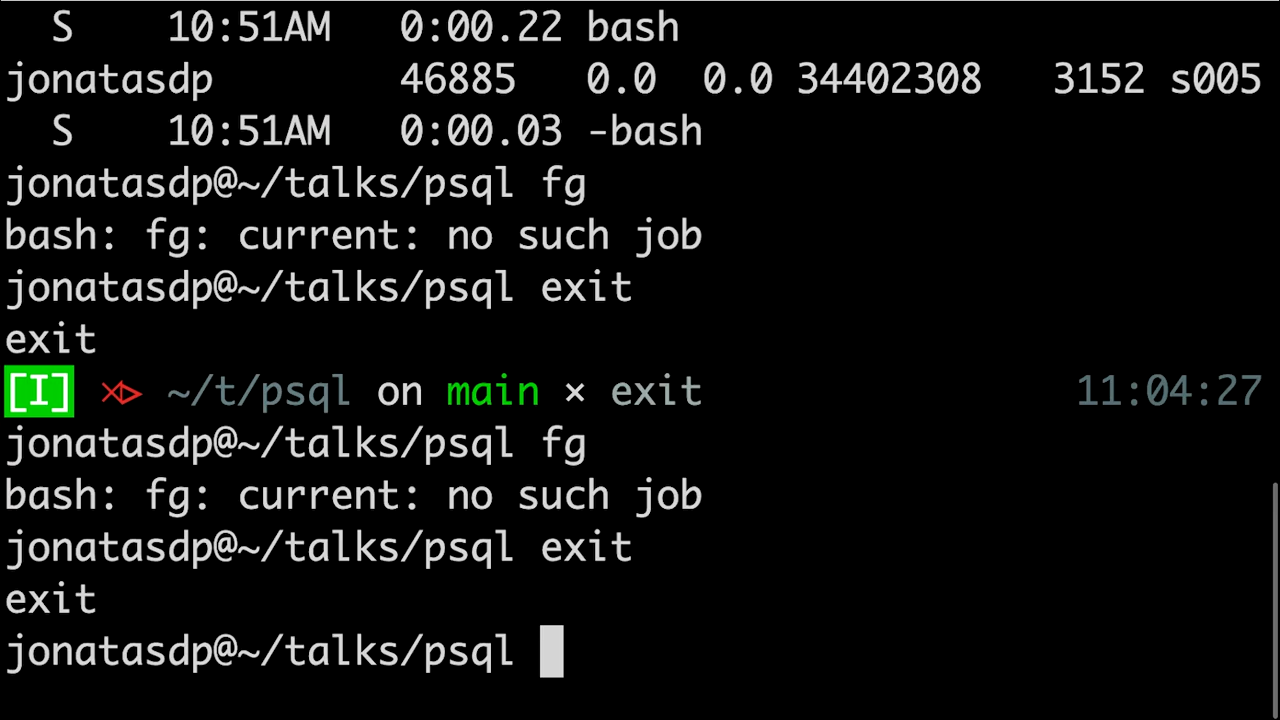 S 10:51AM 0:00.22 bash
jonatasdp 46885 0.0 0.0 34402308 3152 s005
S 10:51AM 0:00.03 -bash
jonatasdp@~/talks/psql fg
bash: fg: current: no such job
jonatasdp@~/talks/psql exit
exit
[I] ⋊> ~/t/psql on main × exit 11:04:27
jonatasdp@~/talks/psql fg
bash: fg: current: no such job
jonatasdp@~/talks/psql exit
exit
jonatasdp@~/talks/psql